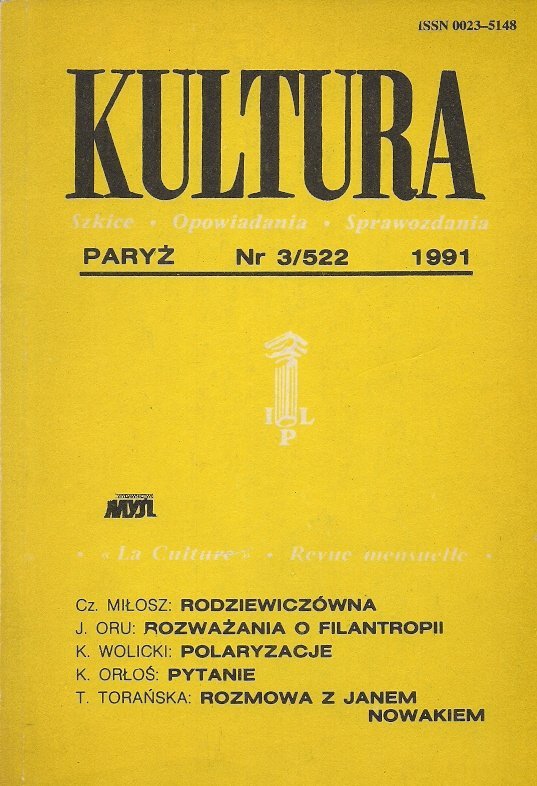 ISSN 0023–5148
KULTURA
Szkice • Opowiadania • Sprawozdania
PARYŻ Nr 3/522 1991
I L
P
WYDAWNICTWO
MYŚL
• « La Culture » • Revue mensuelle •
Cz. MIŁOSZ: RODZIEWICZÓWNA
J. ORU: ROZWAŻANIA O FILANTROPII
K. WOLICKI: POLARYZACJE
K. ORŁOŚ: PYTANIE
T. TORAŃSKA: ROZMOWA Z JANEM
NOWAKIEM